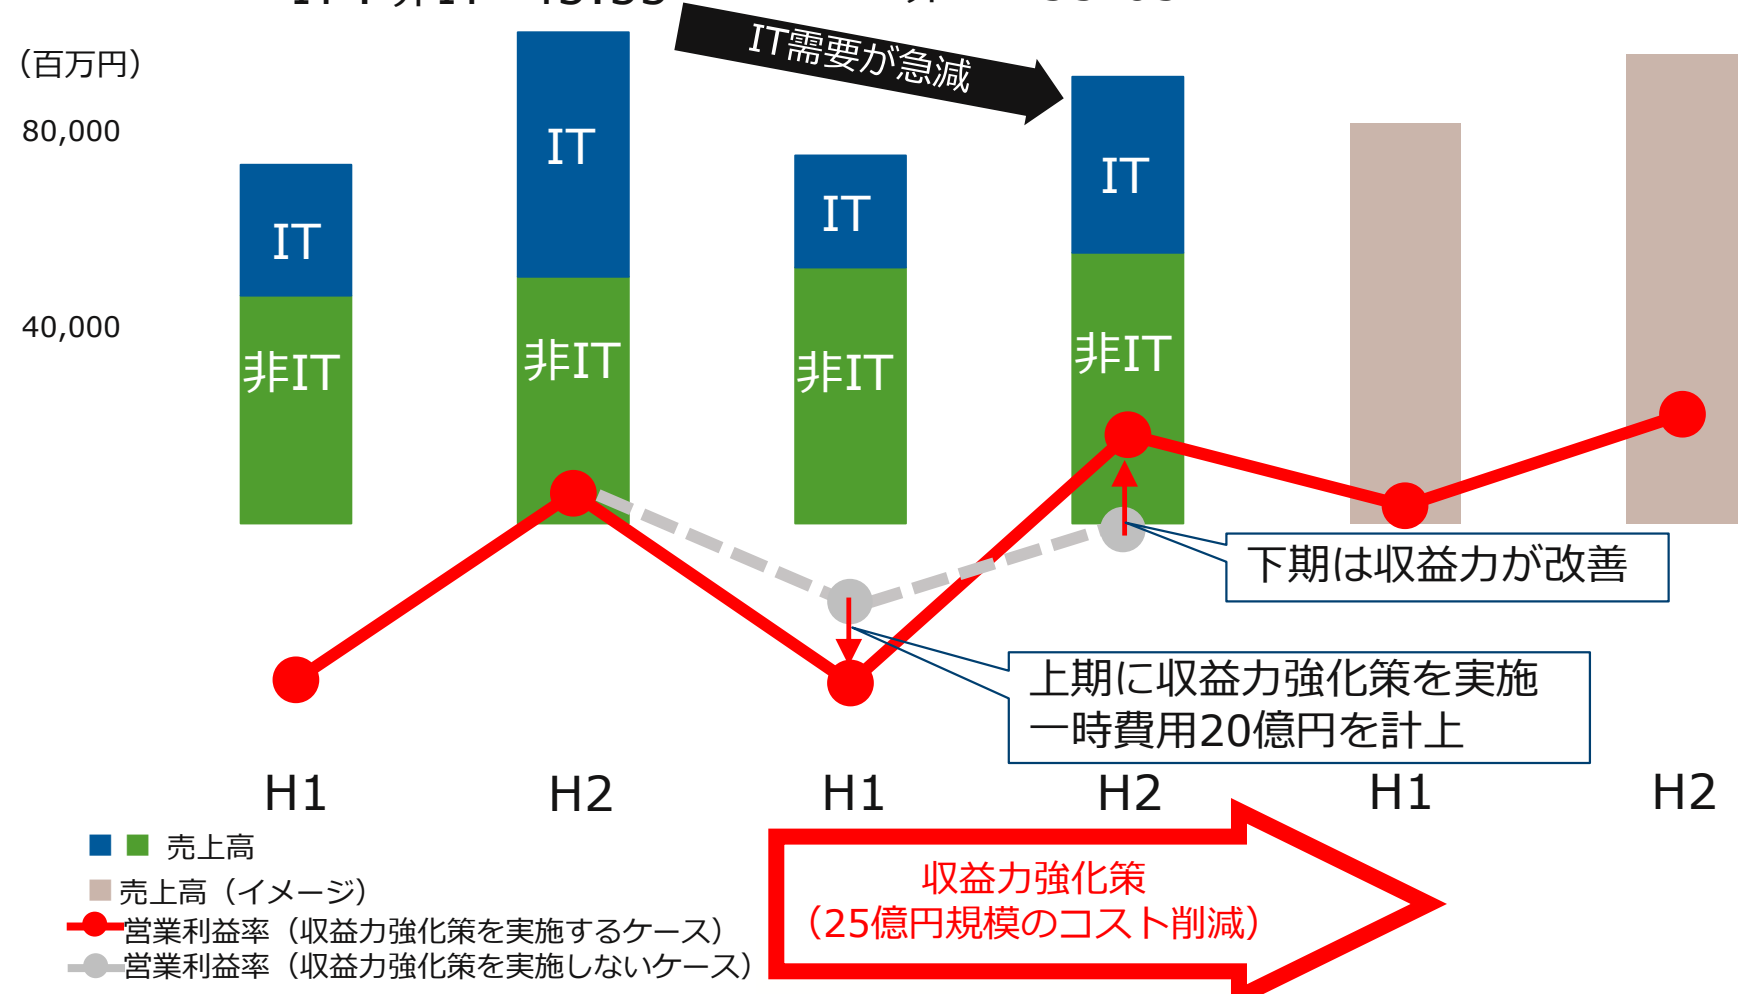 （百万円）
IT需要が急減
80,000
40,000
IT
IT
IT
IT
非IT
非IT
非IT
非IT
下期は収益力が改善
上期に収益力強化策を実施
一時費用20億円を計上
H1
H2
H1
H2
H1
H2
売上高
売上高（イメージ）
営業利益率（収益力強化策を実施するケース）
営業利益率（収益力強化策を実施しないケース）
収益力強化策
（25億円規模のコスト削減）